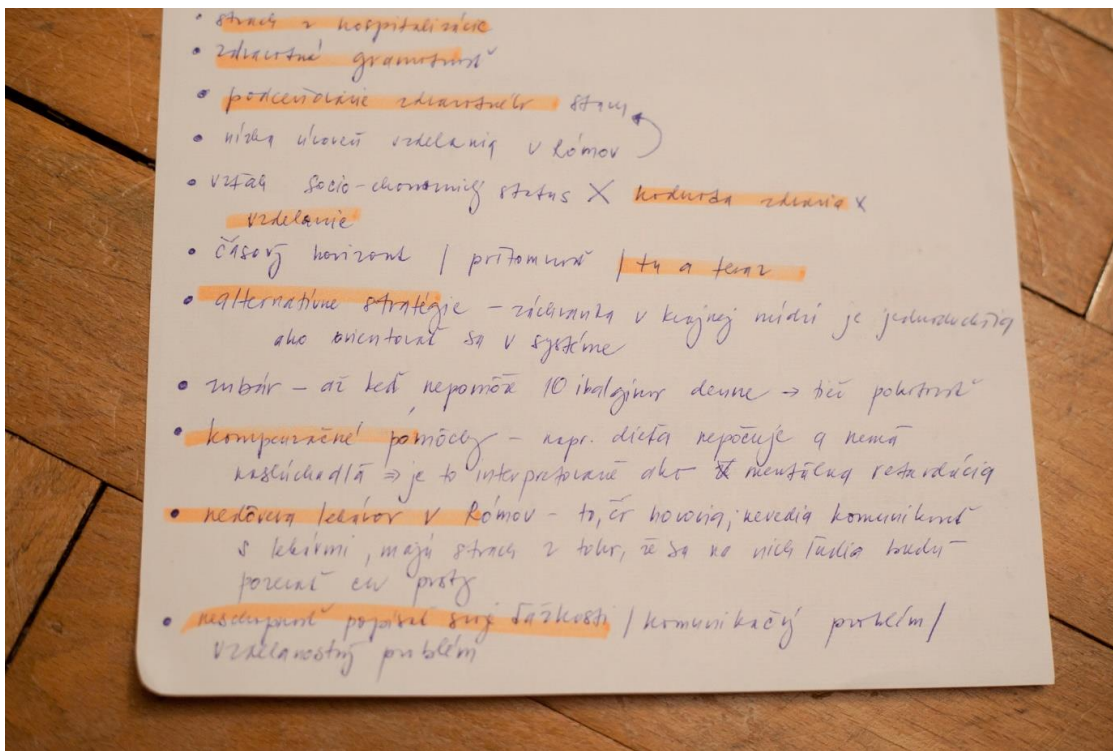 • strach z hospitalizácie
• zdravotná gramotnosť
• podceňovanie zdravotného stavu
• nízka úroveň vzdelania u Rómov
• vzťah socio-ekonomický status X hodnota zdravia x
vzdelanie
• časový horizont / prítomnosť / tu a teraz
• alternatívne stratégie – záchranka v krajnej núdzi je jednoduchšia
ako orientovať sa v systéme
• zubár – až keď nepomôže 10 ibalginov denne → tiež
• kompenzačné pomôcky – napr. dieťa nepočuje a nemá
naslúchadlá ⇒ je to interpretované ako mentálna retardácia
• nedôvera lekárov v Rómov – to, čo hovoria; nevedia komunikovať
s lekármi, majú strach z toho, že sa na nich ľudia budú
pozerať cez prsty
• neschopnosť popísať svoje ťažkosti / komunikačný problém /
vzdelanostný problém